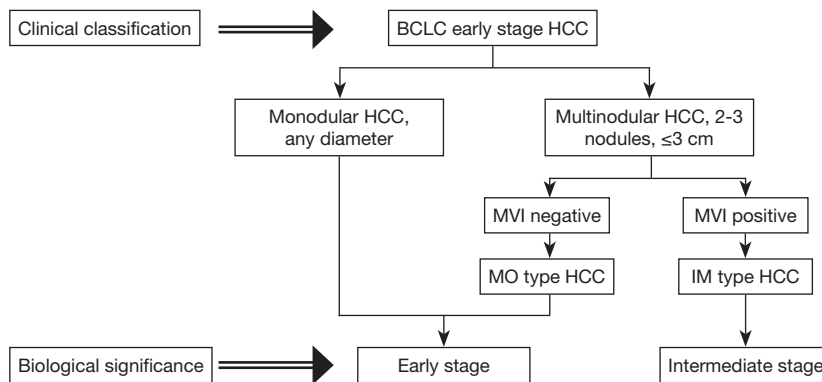 Clinical classification
BCLC early stage HCC
Monodular HCC,
any diameter
Multinodular HCC, 2-3
nodules, ≤3 cm
MVI negative
MVI positive
MO type HCC
IM type HCC
Biological significance
Early stage
Intermediate stage